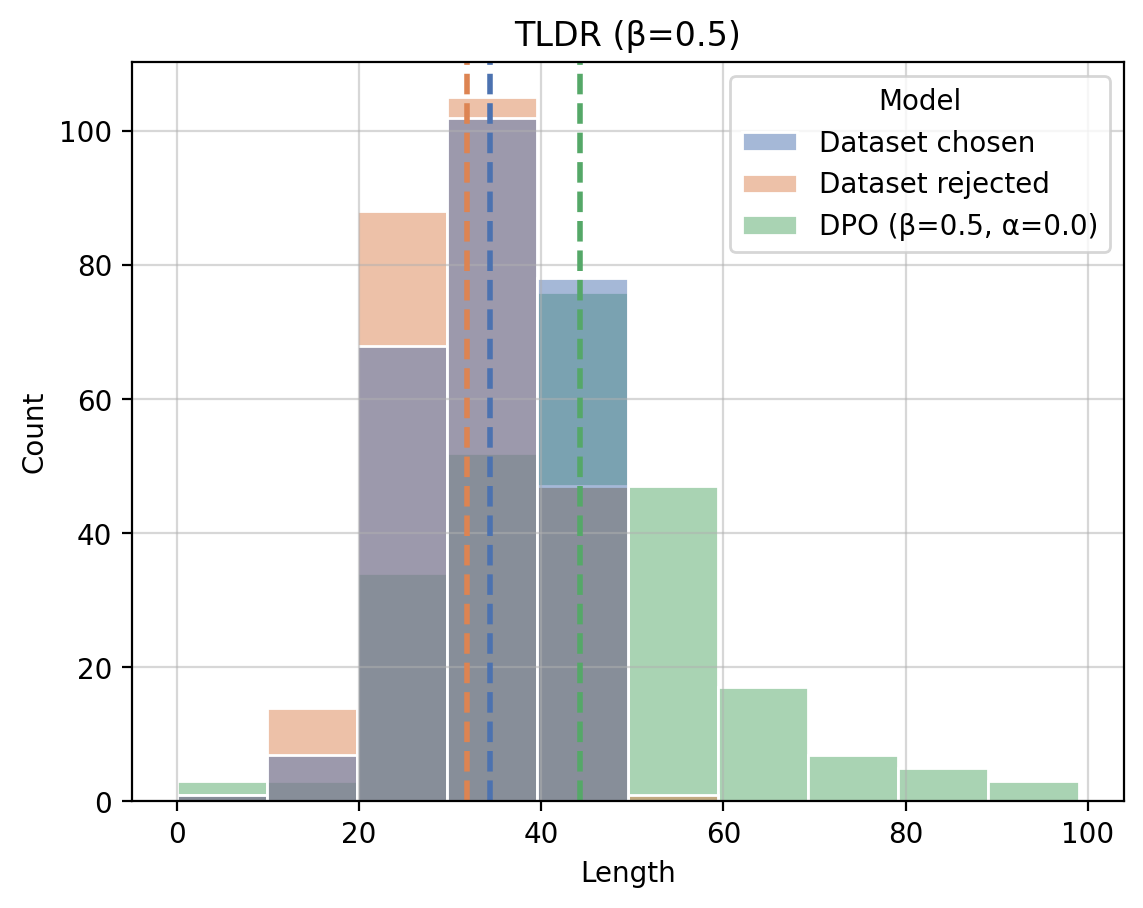 TLDR (β=0.5)
Model
Dataset chosen
Dataset rejected
DPO (β=0.5, α=0.0)
Count
100
80
60
40
20
0
0 20 40 60 80 100
Length